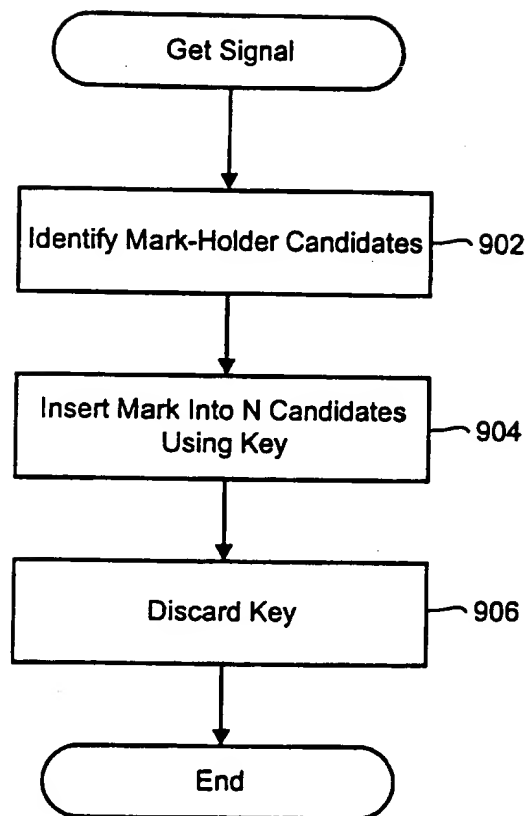 Get Signal
Identify Mark-Holder Candidates
902
Insert Mark Into N Candidates
Using Key
904
Discard Key
906
End